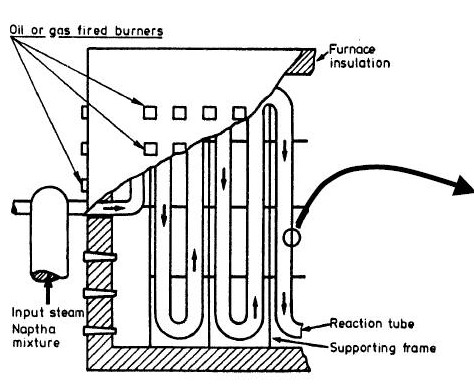 Oil or gas fired burners
Furnace
insulation
Input steam
Naptha
mixture
Reaction tube
Supporting frame